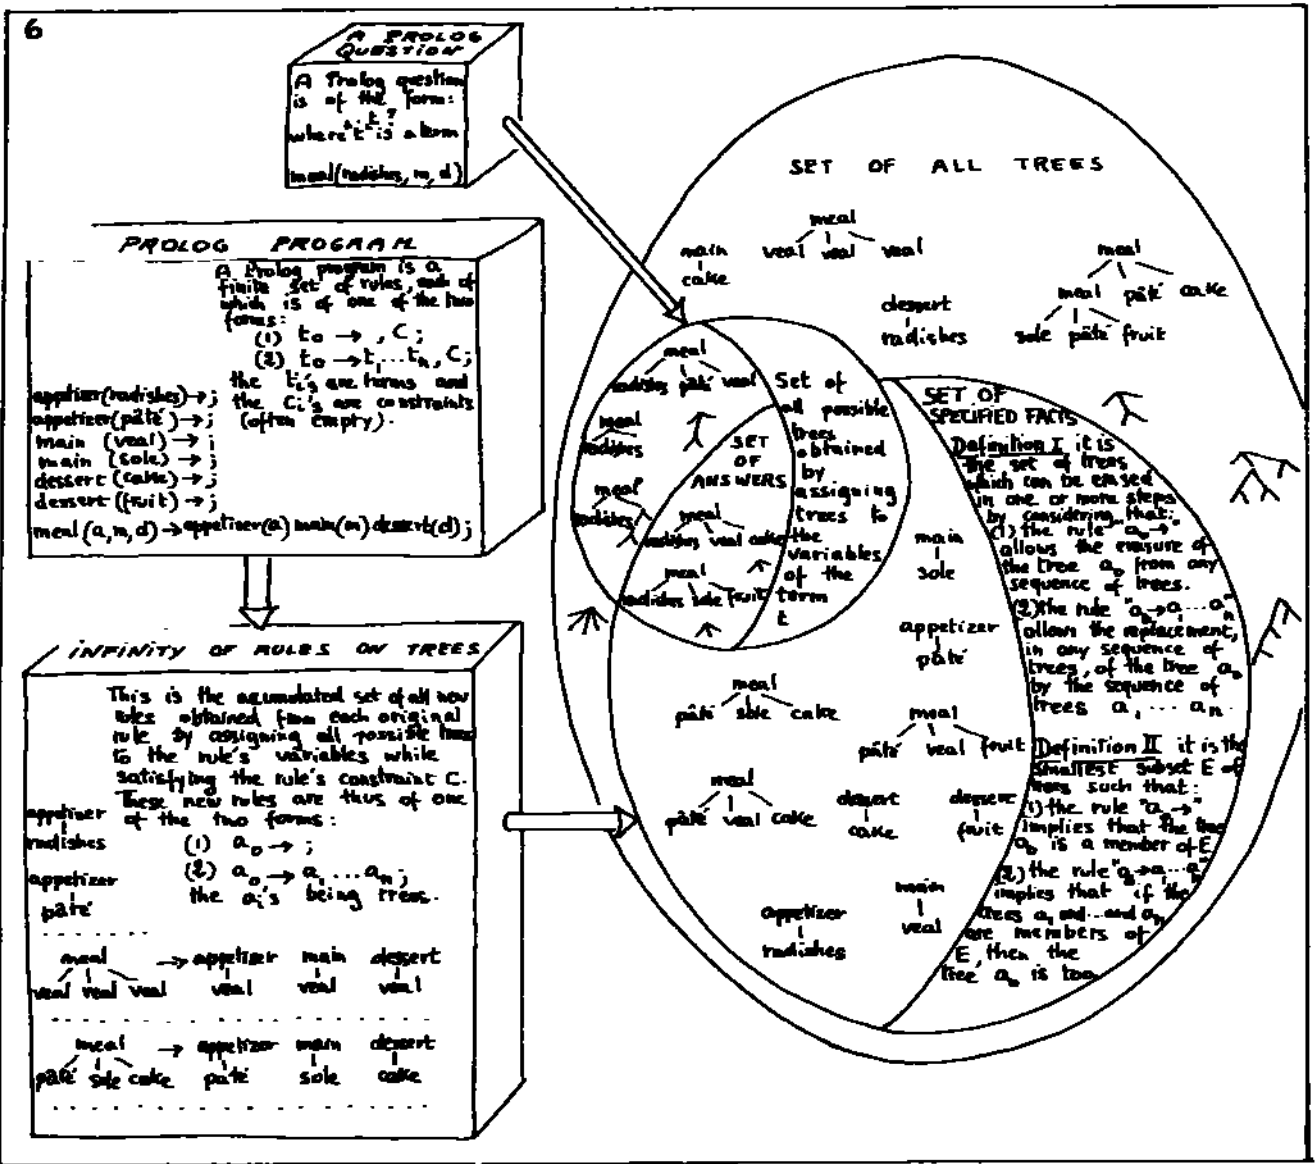 6
A PROLOG
QUESTION
A Prolog question
is of the form:
"t ?
where "t" is a term
meal(radishes, m, d)
PROLOG PROGRAM
A Prolog program is a
finite set of rules, each of
which is of one of the two
forms:
(1) t₀ → , C;
(2) t₀ → t₁...tₙ, C;
the tᵢ's are terms and
the Cᵢ's are constraints
(often empty).
appetizer(radishes)→;
appetizer(pâté)→;
main (veal) → ;
main (sole) → ;
dessert (cake) → ;
dessert (fruit) → ;
meal(a,m,d)→appetizer(a) main(m) dessert(d);
INFINITY OF RULES ON TREES
This is the accumulated set of all new
rules obtained from each original
rule by assigning all possible trees
to the rule's variables while
satisfying the rule's constraint C.
These new rules are thus of one
of the two forms:
(1) a₀ → ;
(2) a₀ → a₁ ...aₙ;
the aᵢ's being trees.
appetizer
radishes
appetizer
pâté
meal → appetizer main dessert
veal veal veal veal veal veal
meal → appetizer main dessert
pâté sole cake pâté sole cake
SET OF ALL TREES
meal
veal veal veal
main
cake
meal
meal pâté cake
sole pâté fruit
dessert
radishes
meal
radishes pâté veal
meal
radishes
meal
radishes
SET
OF
ANSWERS
meal
radishes veal cake
meal
radishes sole fruit
Set of
all possible
trees
obtained
by
assigning
trees to
the
variables
of the
term
t
main
sole
appetizer
pâté
meal
pâté sole cake
meal
pâté veal fruit
meal
pâté veal cake
dessert
cake
dessert
fruit
main
veal
appetizer
radishes
SET OF
SPECIFIED FACTS
Definition I it is
the set of trees
which can be erased
in one or more steps
by considering that:
(1) the rule "a₀→"
allows the erasure of
the tree a₀ from any
sequence of trees.
(2) the rule "a₀→a₁...aₙ"
allows the replacement,
in any sequence of
trees, of the tree a₀
by the sequence of
trees a₁ ... aₙ.
Definition II it is the
smallest subset E of
trees such that:
1) the rule "a₀→"
implies that the tree
a₀ is a member of E
(2) the rule "a₀→a₁...aₙ"
implies that if the
trees a₁ and...and aₙ
are members of
E, then the
tree a₀ is too.